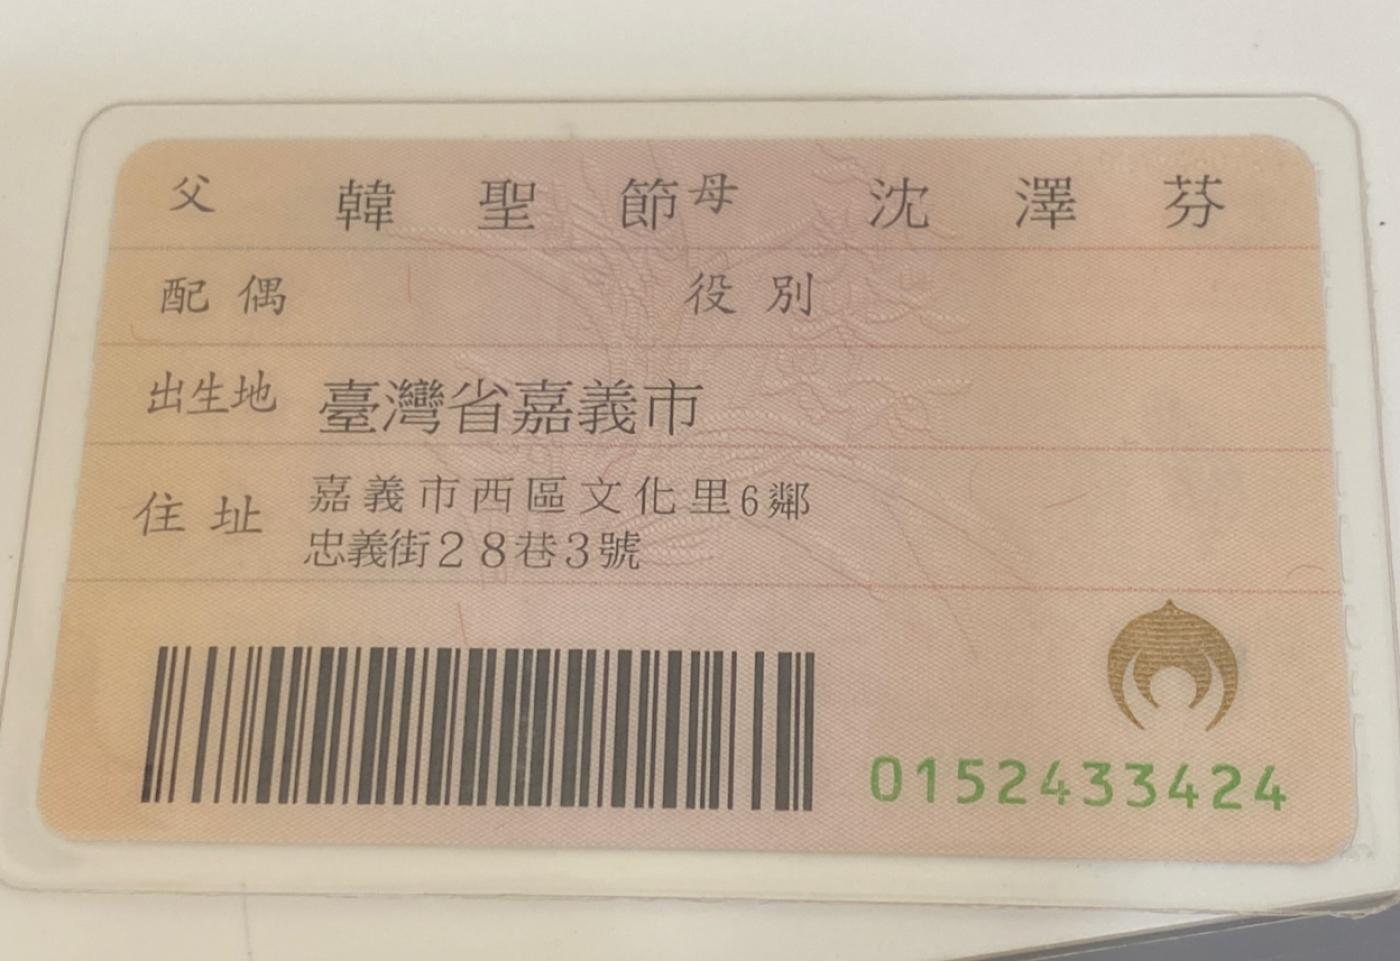 父 韓聖節 母 沈澤芬
配偶 役別
出生地 臺灣省嘉義市
住址 嘉義市西區文化里6鄰
忠義街28巷3號
0152433424